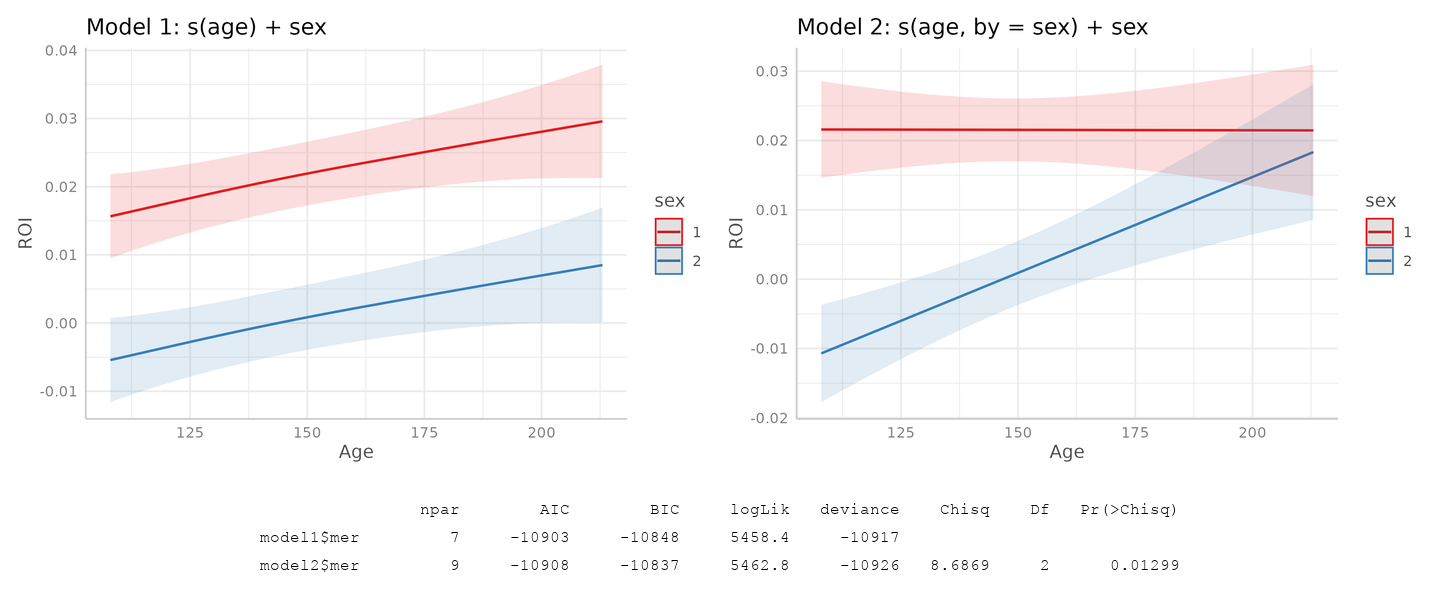 Model 1: s(age) + sex
0.04
0.03
0.02
0.01
0.00
-0.01
ROI
125 150 175 200
Age
sex
1
2
Model 2: s(age, by = sex) + sex
0.03
0.02
0.01
0.00
-0.01
-0.02
ROI
125 150 175 200
Age
sex
1
2
npar AIC BIC logLik deviance Chisq Df Pr(>Chisq)
model1$mer 7 -10903 -10848 5458.4 -10917
model2$mer 9 -10908 -10837 5462.8 -10926 8.6869 2 0.01299